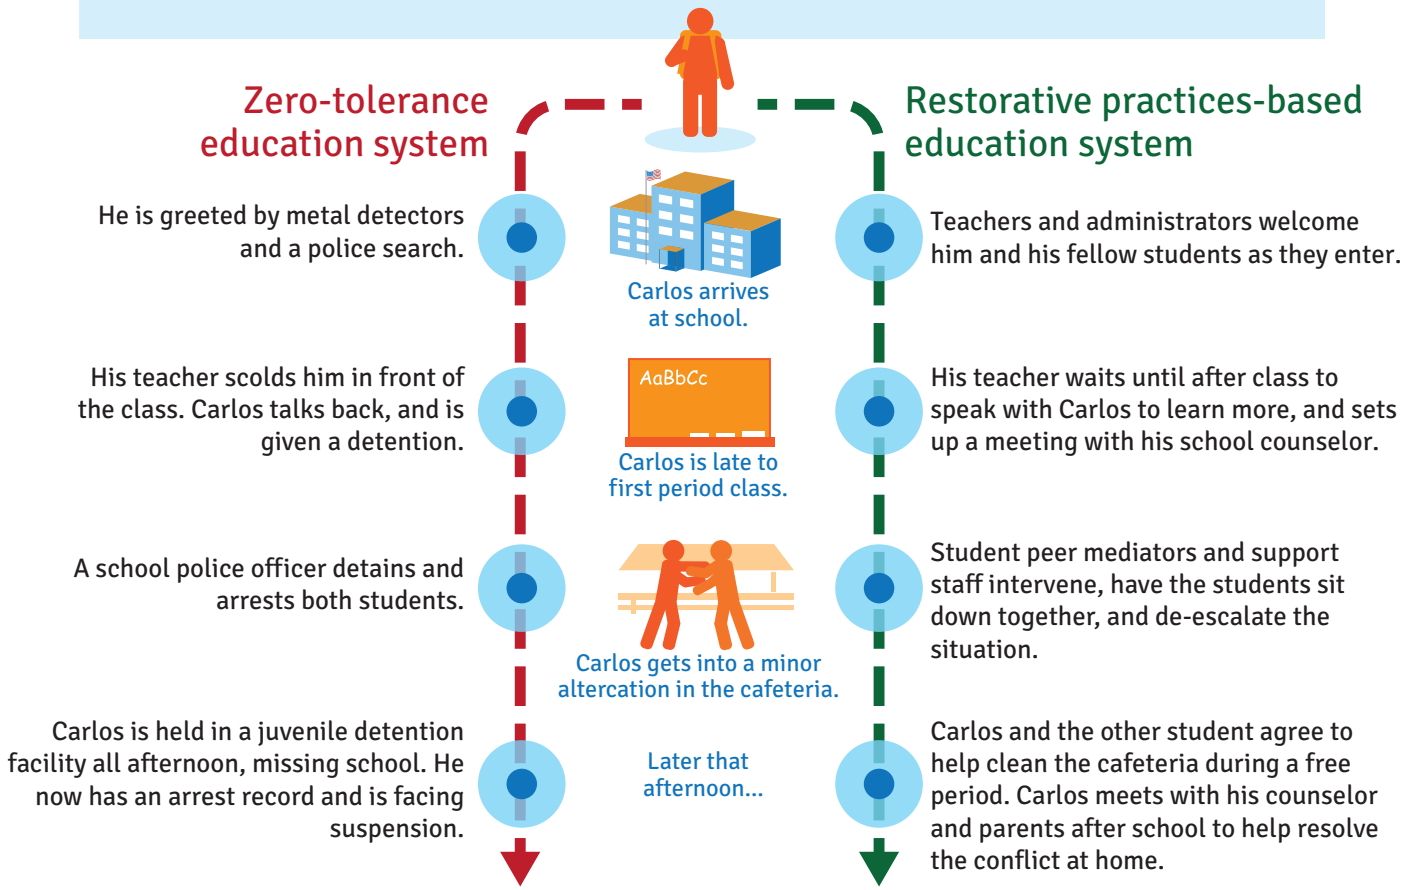 Zero-tolerance
education system
Restorative practices-based
education system
He is greeted by metal detectors
and a police search.
Carlos arrives
at school.
Teachers and administrators welcome
him and his fellow students as they enter.
His teacher scolds him in front of
the class. Carlos talks back, and is
given a detention.
AaBbCc
Carlos is late to
first period class.
His teacher waits until after class to
speak with Carlos to learn more, and sets
up a meeting with his school counselor.
A school police officer detains and
arrests both students.
Carlos gets into a minor
altercation in the cafeteria.
Student peer mediators and support
staff intervene, have the students sit
down together, and de-escalate the
situation.
Carlos is held in a juvenile detention
facility all afternoon, missing school. He
now has an arrest record and is facing
suspension.
Later that
afternoon...
Carlos and the other student agree to
help clean the cafeteria during a free
period. Carlos meets with his counselor
and parents after school to help resolve
the conflict at home.